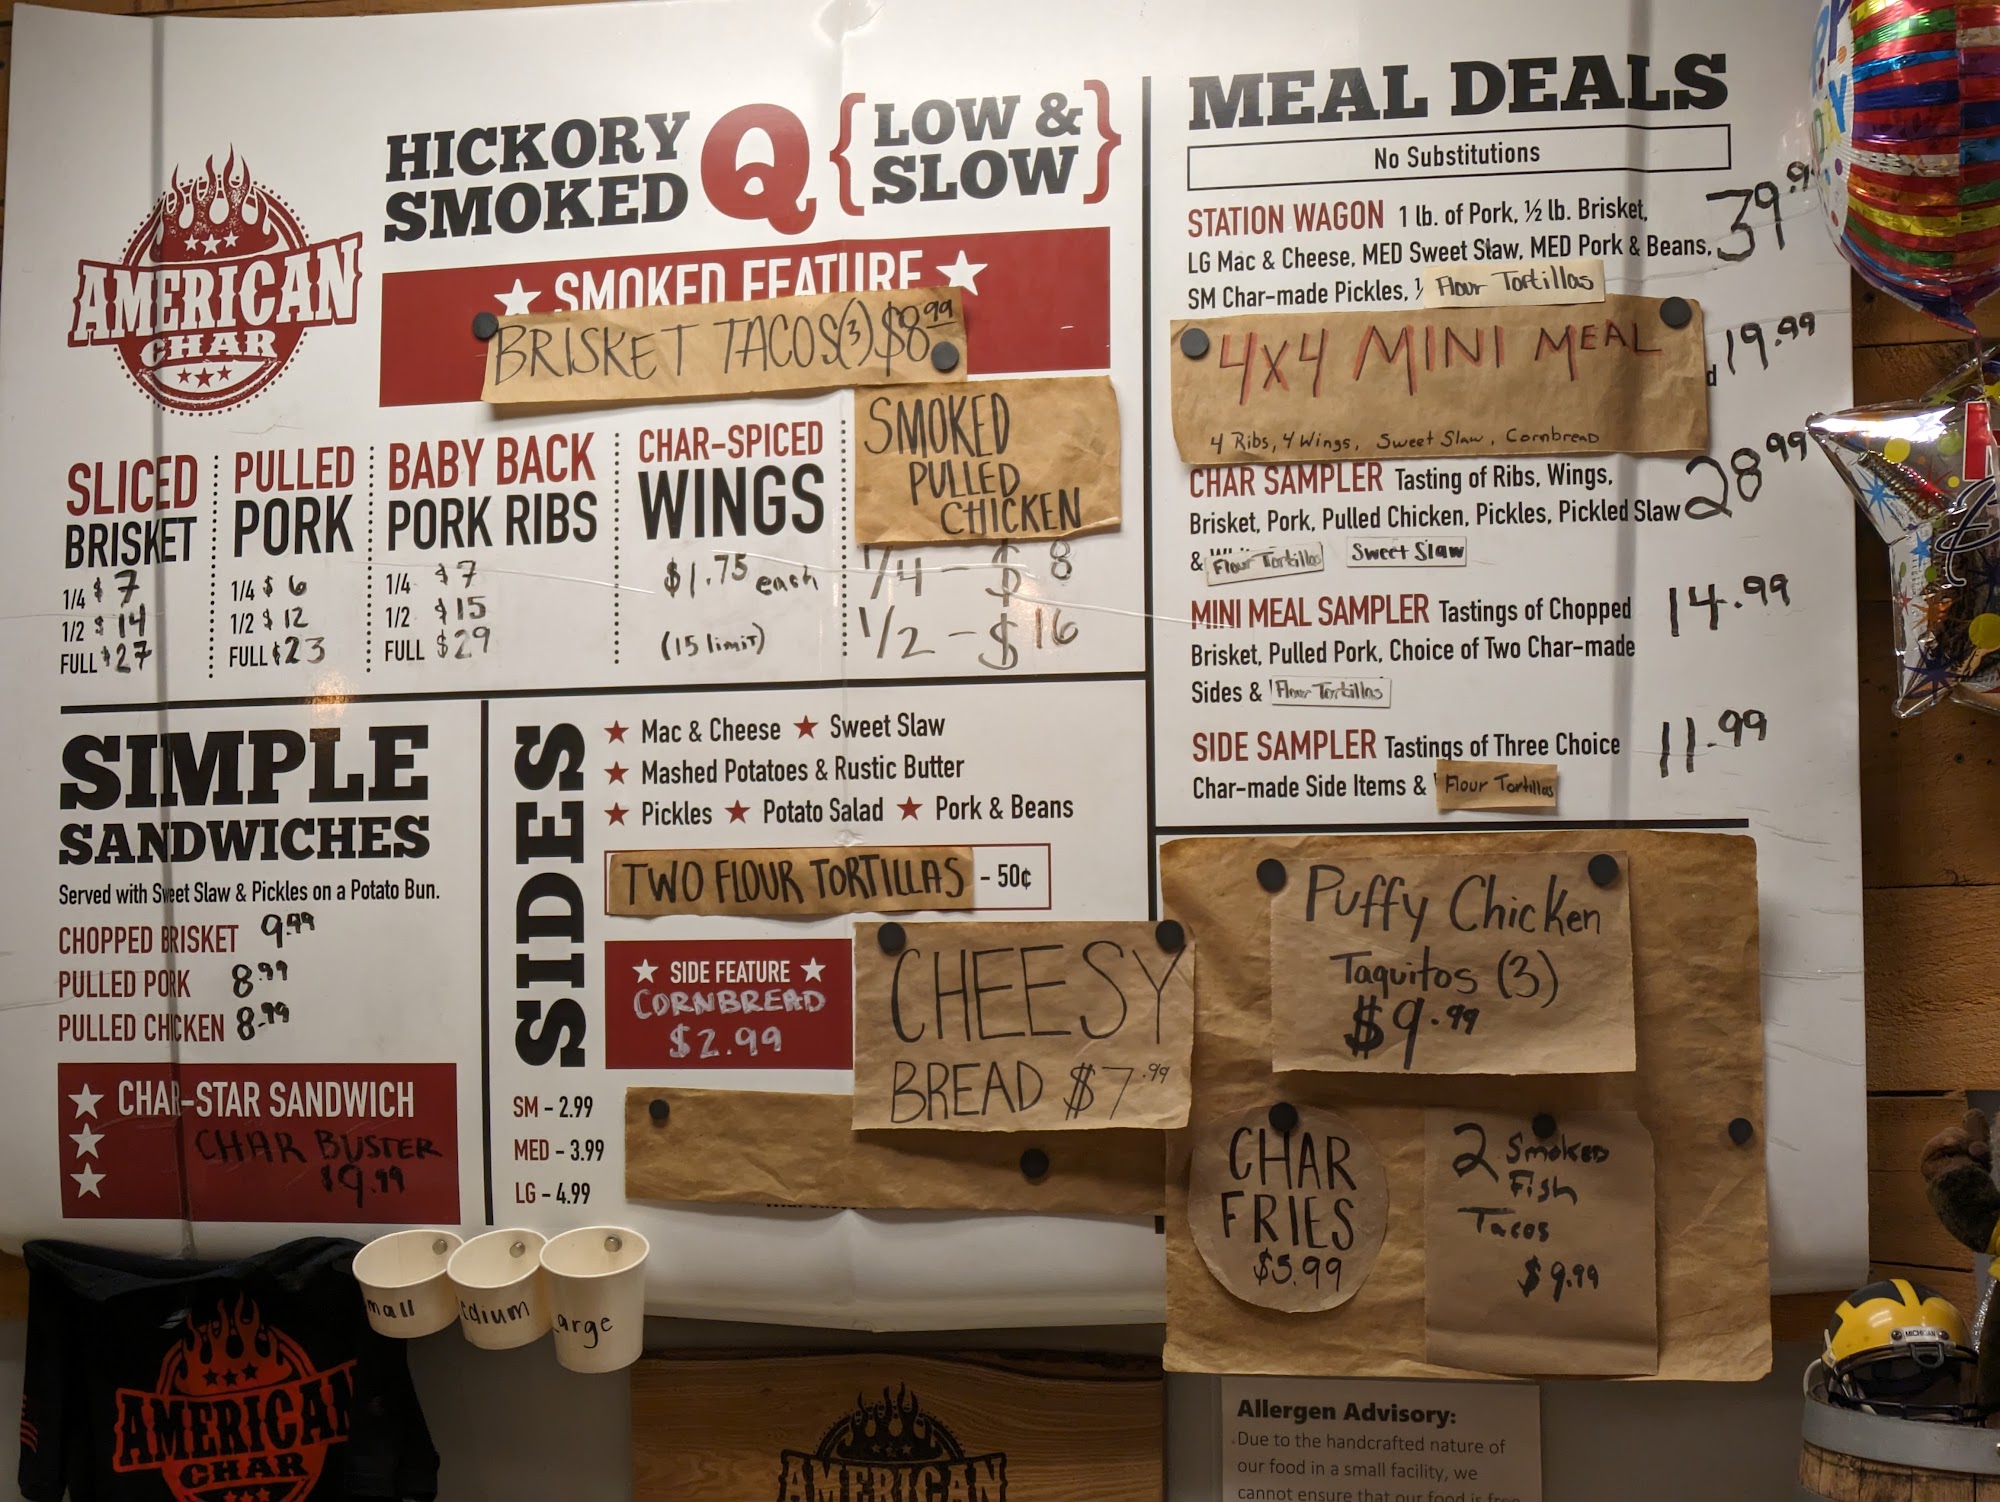 AMERICAN
CHAR
HICKORY
SMOKED
Q
{LOW &
SLOW}
★ SMOKED FEATURE ★
BRISKET TACOS(3) $8.99
SLICED
BRISKET
1/4 $7
1/2 $14
FULL $27
PULLED
PORK
1/4 $6
1/2 $12
FULL $23
BABY BACK
PORK RIBS
1/4 $7
1/2 $15
FULL $29
CHAR-SPICED
WINGS
$1.75 each
(15 limit)
SMOKED
PULLED
CHICKEN
1/4 - $8
1/2 - $16
SIMPLE
SANDWICHES
Served with Sweet Slaw & Pickles on a Potato Bun.
CHOPPED BRISKET 9.99
PULLED PORK 8.99
PULLED CHICKEN 8.99
★ CHAR-STAR SANDWICH
★ CHAR BUSTER
★ $9.99
SIDES
★ Mac & Cheese ★ Sweet Slaw
★ Mashed Potatoes & Rustic Butter
★ Pickles ★ Potato Salad ★ Pork & Beans
TWO FLOUR TORTILLAS - 50¢
★ SIDE FEATURE ★
CORNBREAD
$2.99
SM - 2.99
MED - 3.99
LG - 4.99
CHEESY
BREAD $7.99
MEAL DEALS
No Substitutions
STATION WAGON 1 lb. of Pork, ½ lb. Brisket,
LG Mac & Cheese, MED Sweet Slaw, MED Pork & Beans,
SM Char-made Pickles, Flour Tortillas
39.9
4x4 MINI MEAL
4 Ribs, 4 Wings, Sweet Slaw, Cornbread
19.99
CHAR SAMPLER Tasting of Ribs, Wings,
Brisket, Pork, Pulled Chicken, Pickles, Pickled Slaw
& Flour Tortillas Sweet Slaw
28.99
MINI MEAL SAMPLER Tastings of Chopped
Brisket, Pulled Pork, Choice of Two Char-made
Sides & Flour Tortillas
14.99
SIDE SAMPLER Tastings of Three Choice
Char-made Side Items & Flour Tortillas
11.99
Puffy Chicken
Taquitos (3)
$9.99
CHAR
FRIES
$5.99
2 Smoked
Fish
Tacos
$9.99
mall
edium
arge
AMERICAN
CHAR
AMERICAN
Allergen Advisory:
Due to the handcrafted nature of
our food in a small facility, we
cannot ensure that our food is free
MICHIGAN